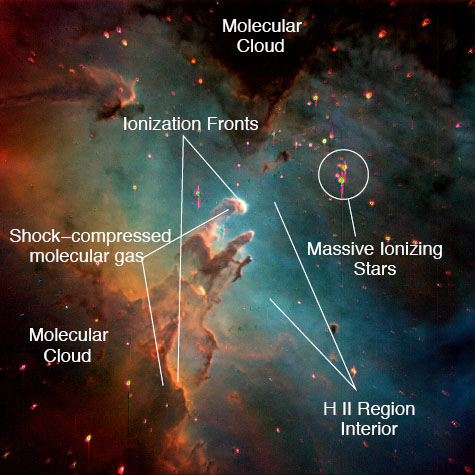 Molecular
Cloud
Ionization Fronts
Shock–compressed
molecular gas
Massive Ionizing
Stars
Molecular
Cloud
H II Region
Interior